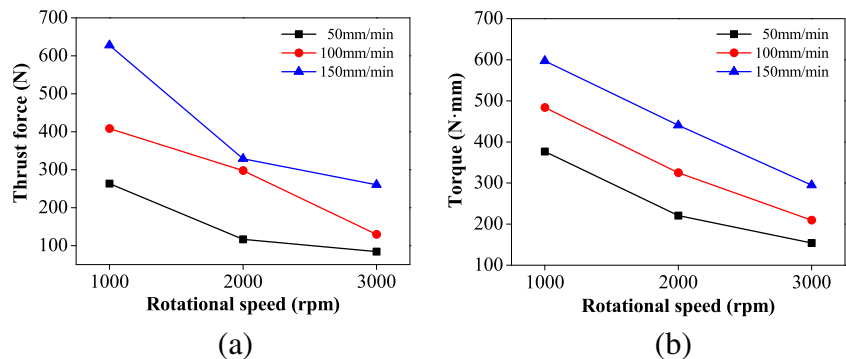 700
600
500
400
300
200
100
Thrust force (N)
50mm/min
100mm/min
150mm/min
1000 2000 3000
Rotational speed (rpm)
(a)
700
600
500
400
300
200
100
Torque (N·mm)
50mm/min
100mm/min
150mm/min
1000 2000 3000
Rotational speed (rpm)
(b)